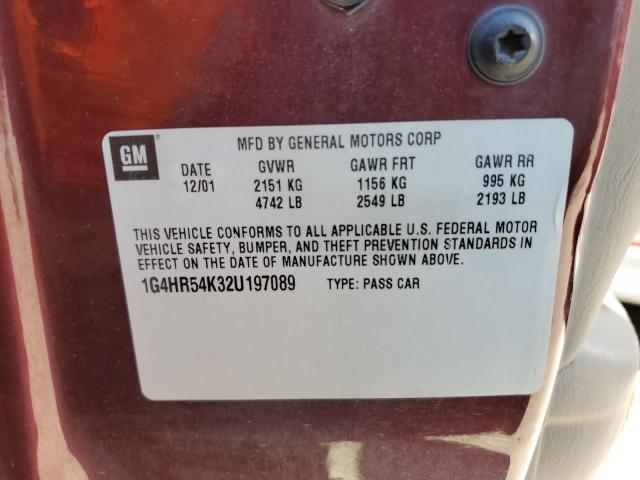 GM
MFD BY GENERAL MOTORS CORP
DATE GVWR GAWR FRT GAWR RR
12/01 2151 KG 1156 KG 995 KG
4742 LB 2549 LB 2193 LB
THIS VEHICLE CONFORMS TO ALL APPLICABLE U.S. FEDERAL MOTOR
VEHICLE SAFETY, BUMPER, AND THEFT PREVENTION STANDARDS IN
EFFECT ON THE DATE OF MANUFACTURE SHOWN ABOVE.
1G4HR54K32U197089 TYPE: PASS CAR